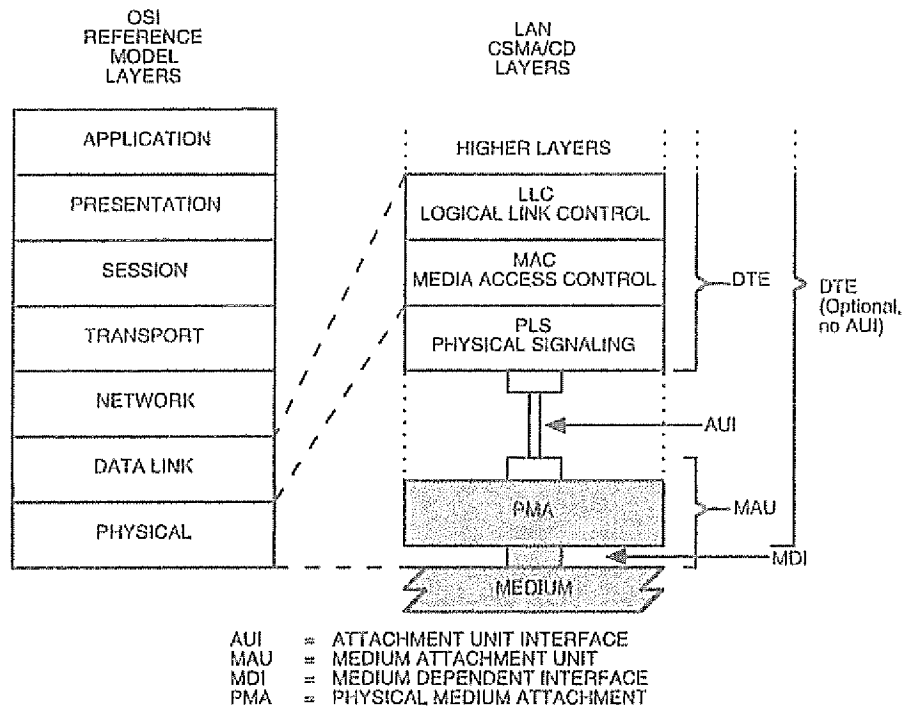 OSI
REFERENCE
MODEL
LAYERS
LAN
CSMA/CD
LAYERS
APPLICATION
PRESENTATION
SESSION
TRANSPORT
NETWORK
DATA LINK
PHYSICAL
HIGHER LAYERS
LLC
LOGICAL LINK CONTROL
MAC
MEDIA ACCESS CONTROL
PLS
PHYSICAL SIGNALING
DTE
DTE
(Optional,
no AUI)
AUI
PMA
MAU
MDI
MEDIUM
AUI = ATTACHMENT UNIT INTERFACE
MAU = MEDIUM ATTACHMENT UNIT
MDI = MEDIUM DEPENDENT INTERFACE
PMA = PHYSICAL MEDIUM ATTACHMENT